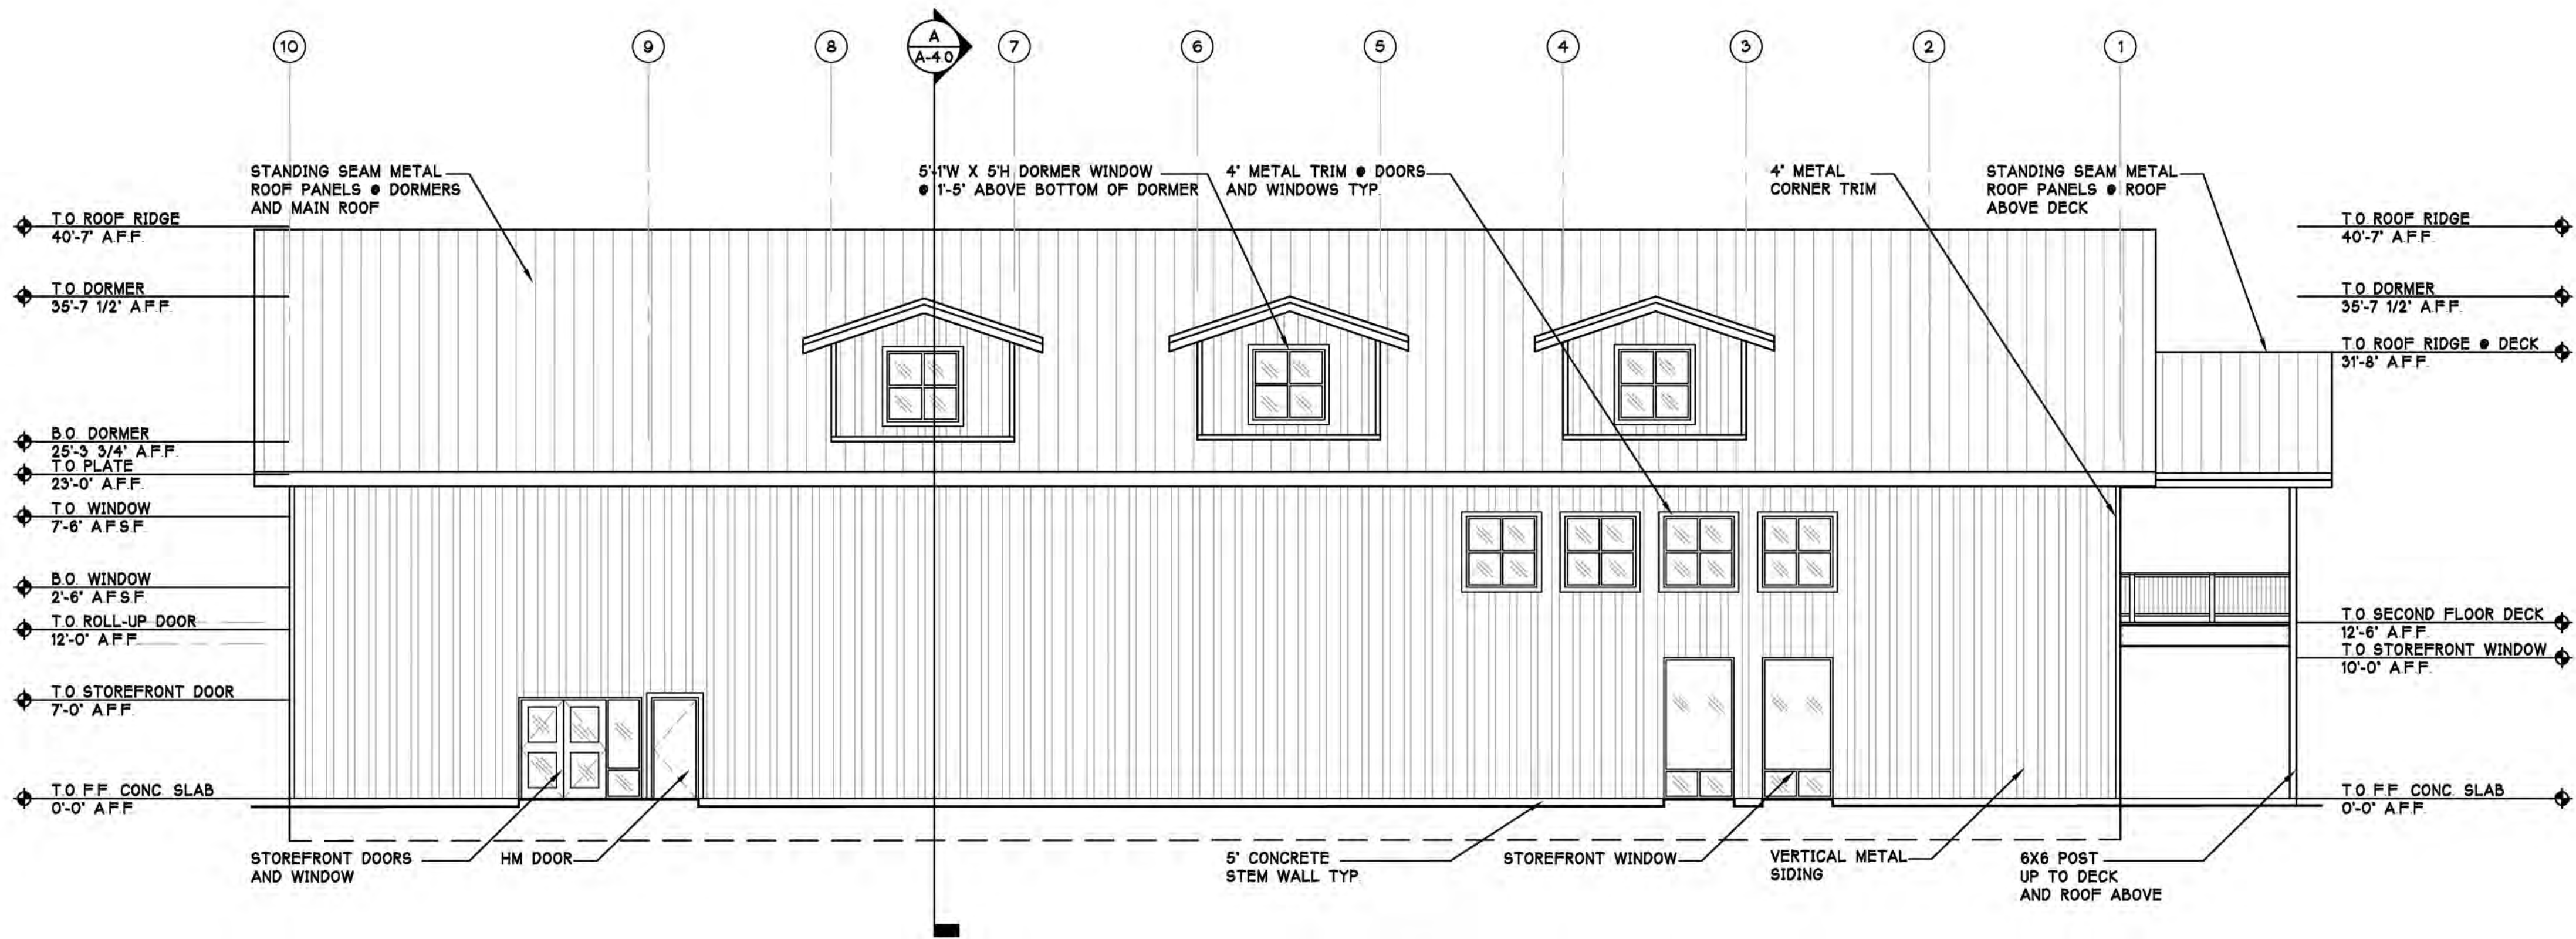 10
9
8
A
A-4.0
7
6
5
4
3
2
1
STANDING SEAM METAL
ROOF PANELS @ DORMERS
AND MAIN ROOF
5'-1"W X 5'H DORMER WINDOW
@ 1'-5" ABOVE BOTTOM OF DORMER
4" METAL TRIM @ DOORS
AND WINDOWS TYP.
4" METAL
CORNER TRIM
STANDING SEAM METAL
ROOF PANELS @ ROOF
ABOVE DECK
T.O. ROOF RIDGE
40'-7" A.F.F.
T.O. DORMER
35'-7 1/2" A.F.F.
B.O. DORMER
25'-3 3/4" A.F.F.
T.O. PLATE
23'-0" A.F.F.
T.O. WINDOW
7'-6" A.F.S.F.
B.O. WINDOW
2'-6" A.F.S.F.
T.O. ROLL-UP DOOR
12'-0" A.F.F.
T.O. STOREFRONT DOOR
7'-0" A.F.F.
T.O. F.F. CONC. SLAB
0'-0" A.F.F.
T.O. ROOF RIDGE
40'-7" A.F.F.
T.O. DORMER
35'-7 1/2" A.F.F.
T.O. ROOF RIDGE @ DECK
31'-8" A.F.F.
T.O. SECOND FLOOR DECK
12'-6" A.F.F.
T.O. STOREFRONT WINDOW
10'-0" A.F.F.
T.O. F.F. CONC. SLAB
0'-0" A.F.F.
STOREFRONT DOORS
AND WINDOW
HM DOOR
5" CONCRETE
STEM WALL TYP.
STOREFRONT WINDOW
VERTICAL METAL
SIDING
6X6 POST
UP TO DECK
AND ROOF ABOVE